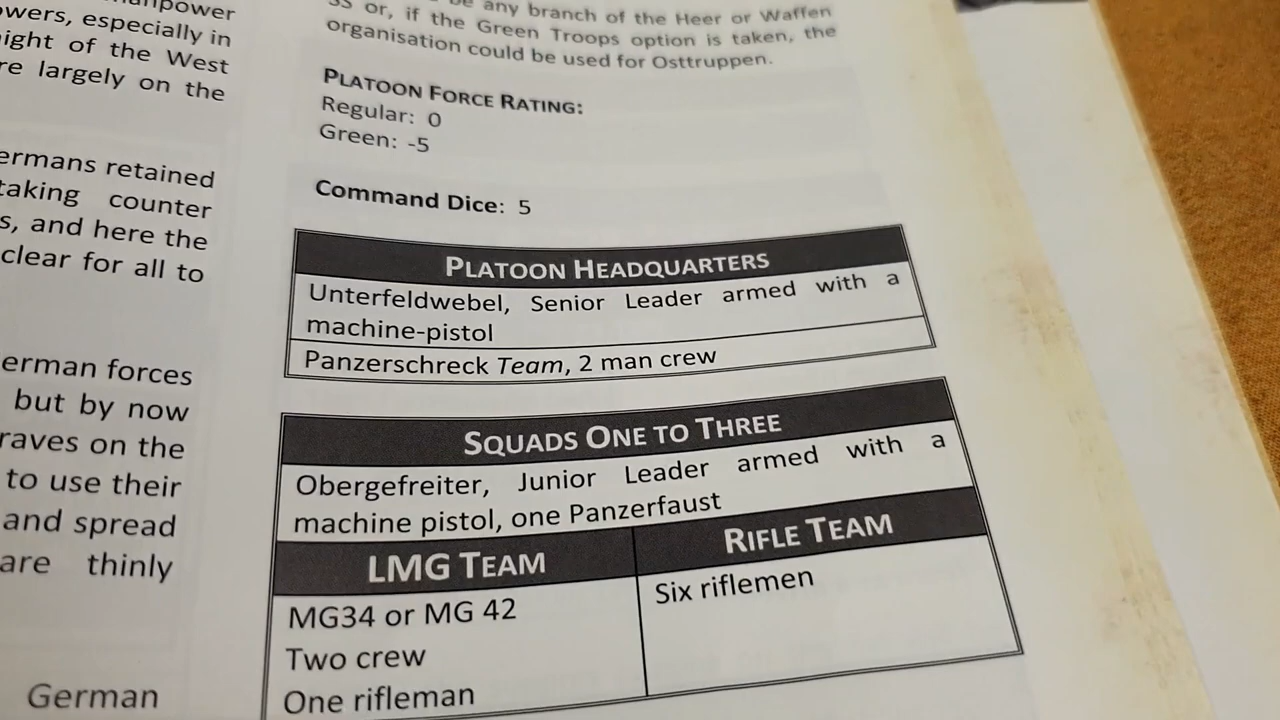 power
owers, especially in
ight of the West
re largely on the
ermans retained
taking counter
s, and here the
clear for all to
erman forces
but by now
raves on the
to use their
and spread
are thinly
German
be any branch of the Heer or Waffen
SS or, if the Green Troops option is taken, the
organisation could be used for Osttruppen.
PLATOON FORCE RATING:
Regular: 0
Green: -5
Command Dice: 5
PLATOON HEADQUARTERS
Unterfeldwebel, Senior Leader armed with a
machine-pistol
Panzerschreck Team, 2 man crew
SQUADS ONE TO THREE
Obergefreiter, Junior Leader armed with a
machine pistol, one Panzerfaust
LMG TEAM
RIFLE TEAM
MG34 or MG 42
Six riflemen
Two crew
One rifleman